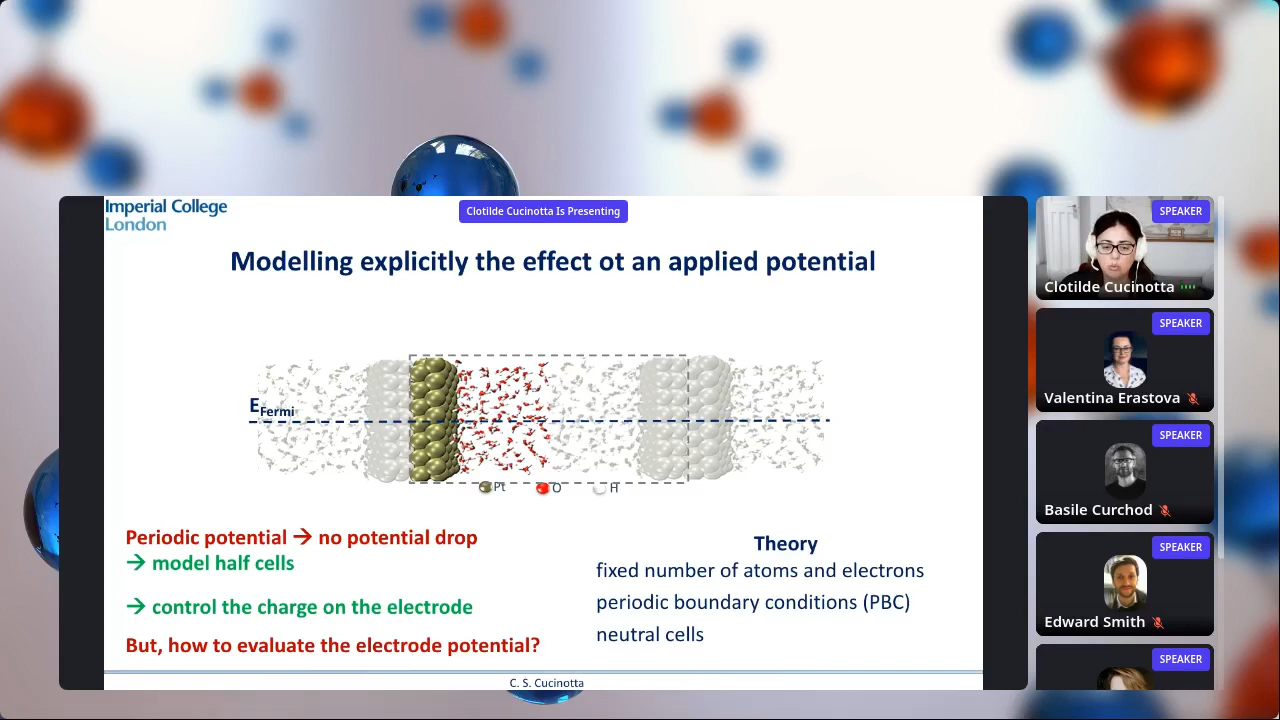 Imperial College
London
Clotilde Cucinotta Is Presenting
Modelling explicitly the effect ot an applied potential
EFermi
Pt
O
H
Periodic potential → no potential drop
→ model half cells
→ control the charge on the electrode
But, how to evaluate the electrode potential?
Theory
fixed number of atoms and electrons
periodic boundary conditions (PBC)
neutral cells
C. S. Cucinotta
SPEAKER
Clotilde Cucinotta
SPEAKER
Valentina Erastova
SPEAKER
Basile Curchod
SPEAKER
Edward Smith
SPEAKER